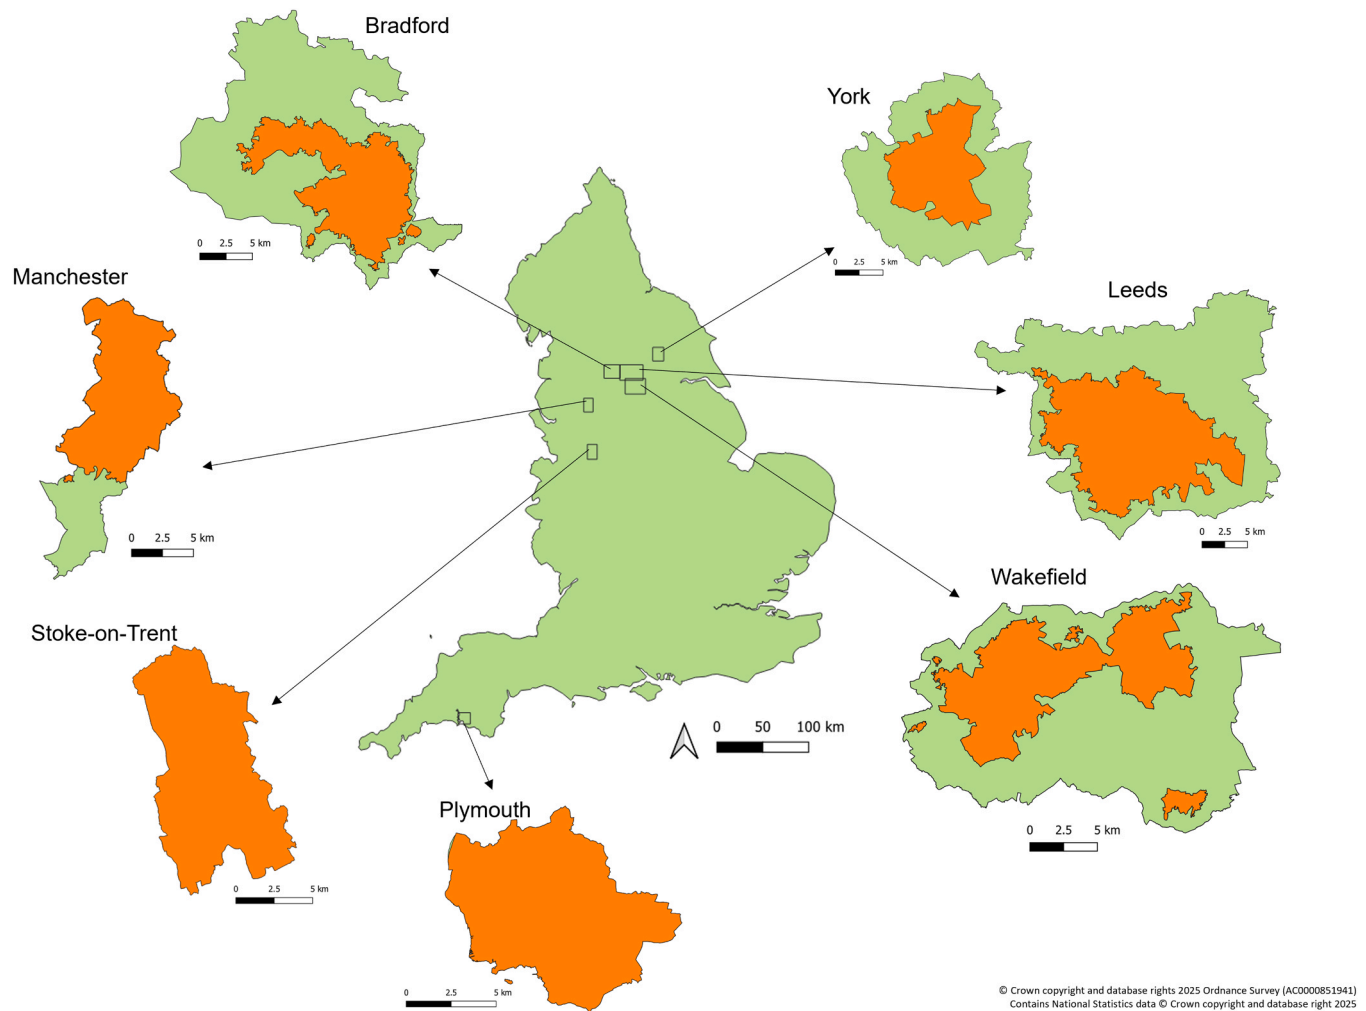 Bradford
0 2.5 5 km
York
0 2.5 5 km
Manchester
0 2.5 5 km
Leeds
0 2.5 5 km
Wakefield
0 2.5 5 km
Stoke-on-Trent
0 2.5 5 km
0 50 100 km
Plymouth
0 2.5 5 km
© Crown copyright and database rights 2025 Ordnance Survey (AC0000851941)
Contains National Statistics data © Crown copyright and database right 2025